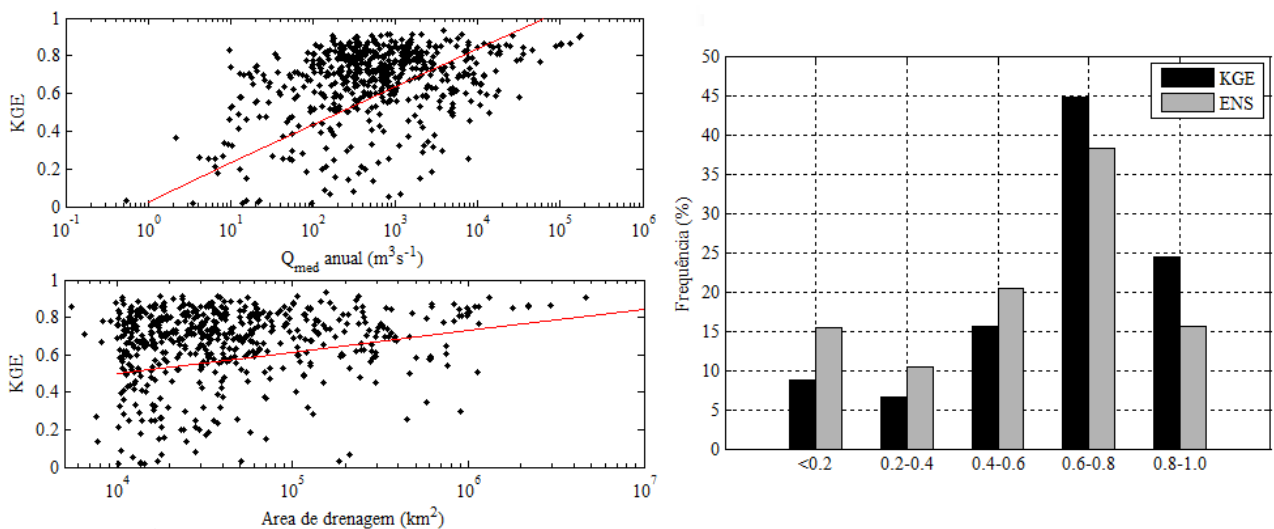 KGE
1
0.8
0.6
0.4
0.2
0
10^-1 10^0 10^1 10^2 10^3 10^4 10^5 10^6
Q_med anual (m^3s^-1)
KGE
1
0.8
0.6
0.4
0.2
0
10^4 10^5 10^6 10^7
Area de drenagem (km^2)
Frequência (%)
50
45
40
35
30
25
20
15
10
5
0
<0.2 0.2-0.4 0.4-0.6 0.6-0.8 0.8-1.0
KGE
ENS